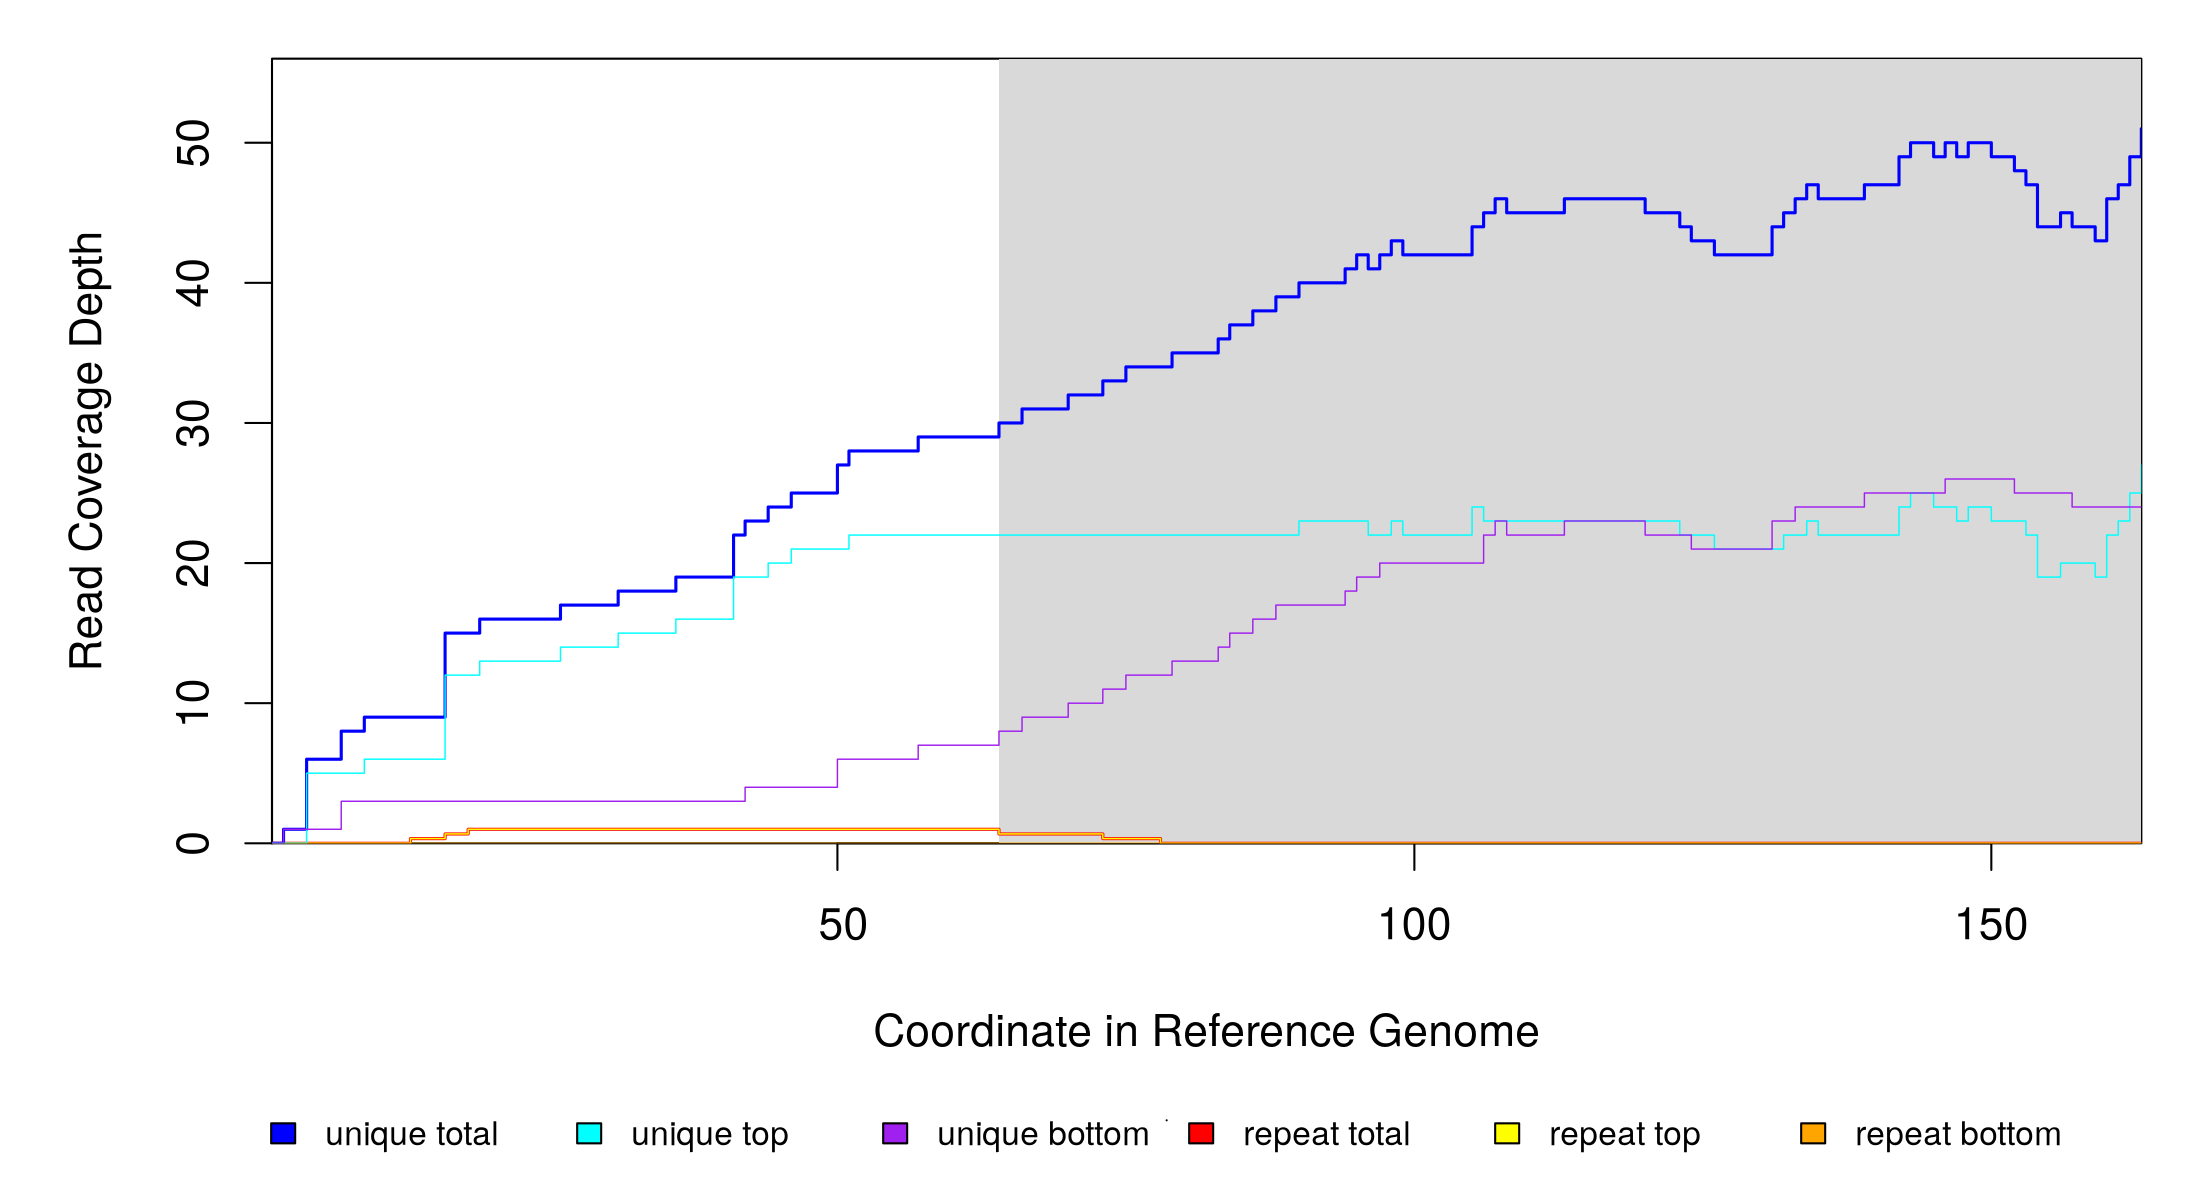 Read Coverage Depth
50
40
30
20
10
0
50 100 150
Coordinate in Reference Genome
unique total unique top unique bottom repeat total repeat top repeat bottom